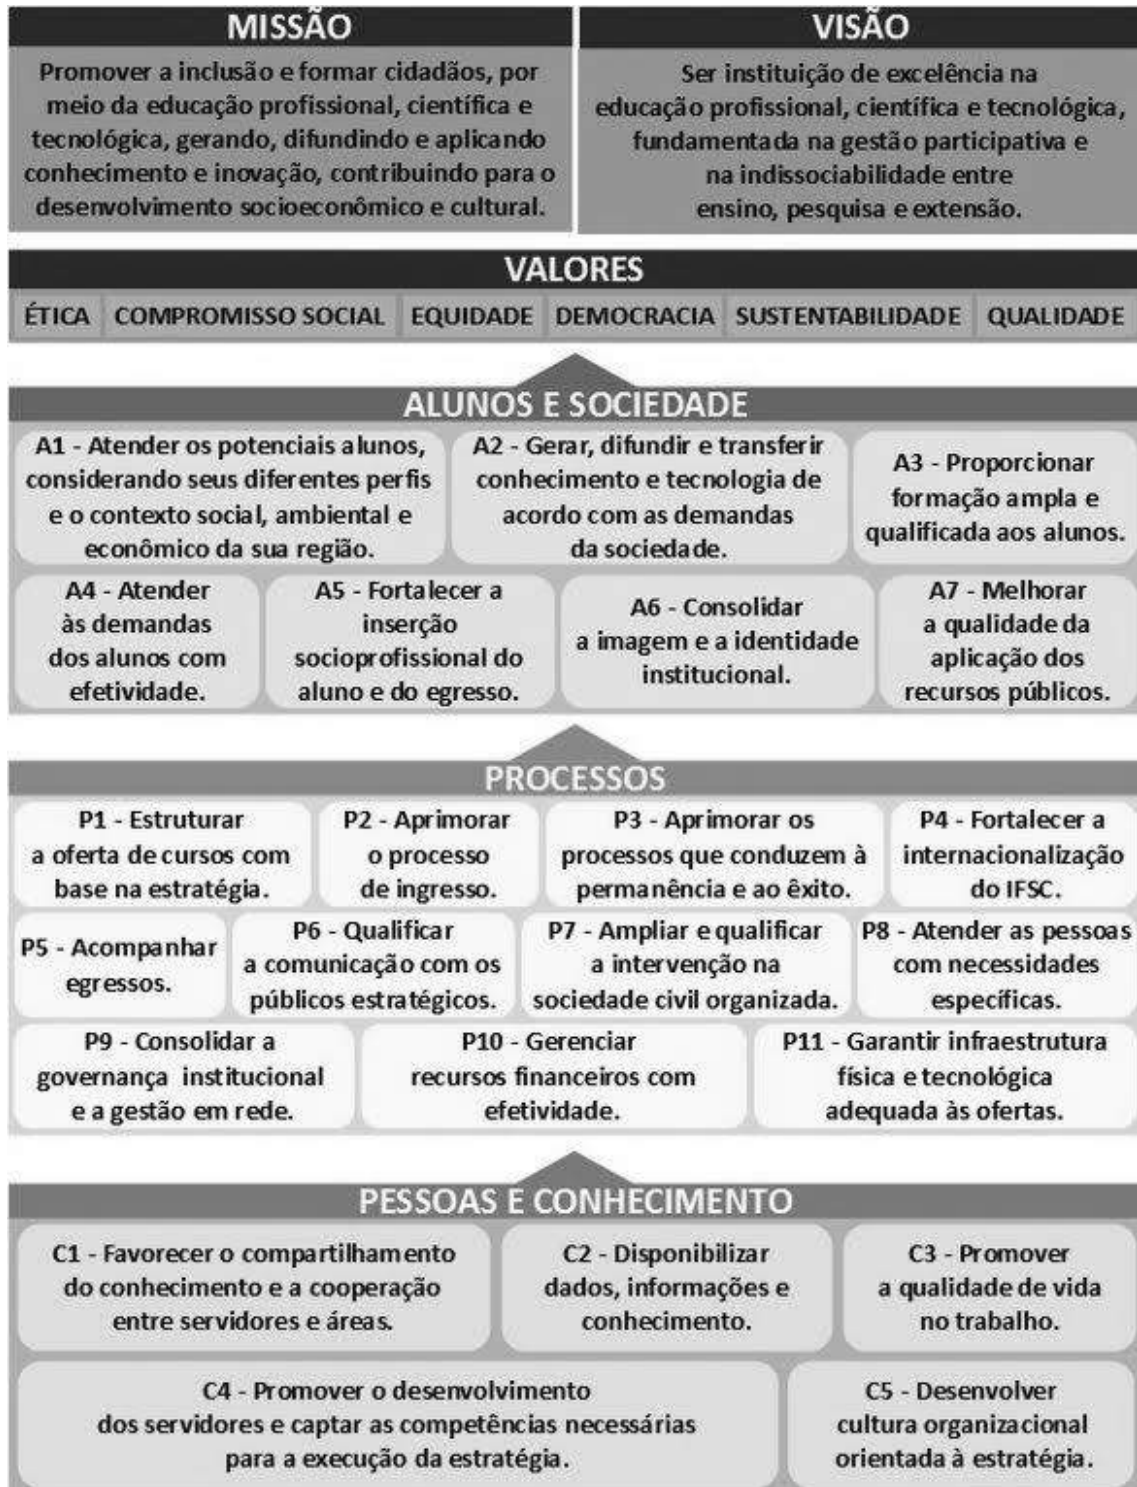 MISSÃO
Promover a inclusão e formar cidadãos, por
meio da educação profissional, científica e
tecnológica, gerando, difundindo e aplicando
conhecimento e inovação, contribuindo para o
desenvolvimento socioeconômico e cultural.
VISÃO
Ser instituição de excelência na
educação profissional, científica e tecnológica,
fundamentada na gestão participativa e
na indissociabilidade entre
ensino, pesquisa e extensão.
VALORES
ÉTICA
COMPROMISSO SOCIAL
EQUIDADE
DEMOCRACIA
SUSTENTABILIDADE
QUALIDADE
ALUNOS E SOCIEDADE
A1 - Atender os potenciais alunos,
considerando seus diferentes perfis
e o contexto social, ambiental e
econômico da sua região.
A2 - Gerar, difundir e transferir
conhecimento e tecnologia de
acordo com as demandas
da sociedade.
A3 - Proporcionar
formação ampla e
qualificada aos alunos.
A4 - Atender
às demandas
dos alunos com
efetividade.
A5 - Fortalecer a
inserção
socioprofissional do
aluno e do egresso.
A6 - Consolidar
a imagem e a identidade
institucional.
A7 - Melhorar
a qualidade da
aplicação dos
recursos públicos.
PROCESSOS
P1 - Estruturar
a oferta de cursos com
base na estratégia.
P2 - Aprimorar
o processo
de ingresso.
P3 - Aprimorar os
processos que conduzem à
permanência e ao êxito.
P4 - Fortalecer a
internacionalização
do IFSC.
P5 - Acompanhar
egressos.
P6 - Qualificar
a comunicação com os
públicos estratégicos.
P7 - Ampliar e qualificar
a intervenção na
sociedade civil organizada.
P8 - Atender as pessoas
com necessidades
específicas.
P9 - Consolidar a
governança institucional
e a gestão em rede.
P10 - Gerenciar
recursos financeiros com
efetividade.
P11 - Garantir infraestrutura
física e tecnológica
adequada às ofertas.
PESSOAS E CONHECIMENTO
C1 - Favorecer o compartilhamento
do conhecimento e a cooperação
entre servidores e áreas.
C2 - Disponibilizar
dados, informações e
conhecimento.
C3 - Promover
a qualidade de vida
no trabalho.
C4 - Promover o desenvolvimento
dos servidores e captar as competências necessárias
para a execução da estratégia.
C5 - Desenvolver
cultura organizacional
orientada à estratégia.